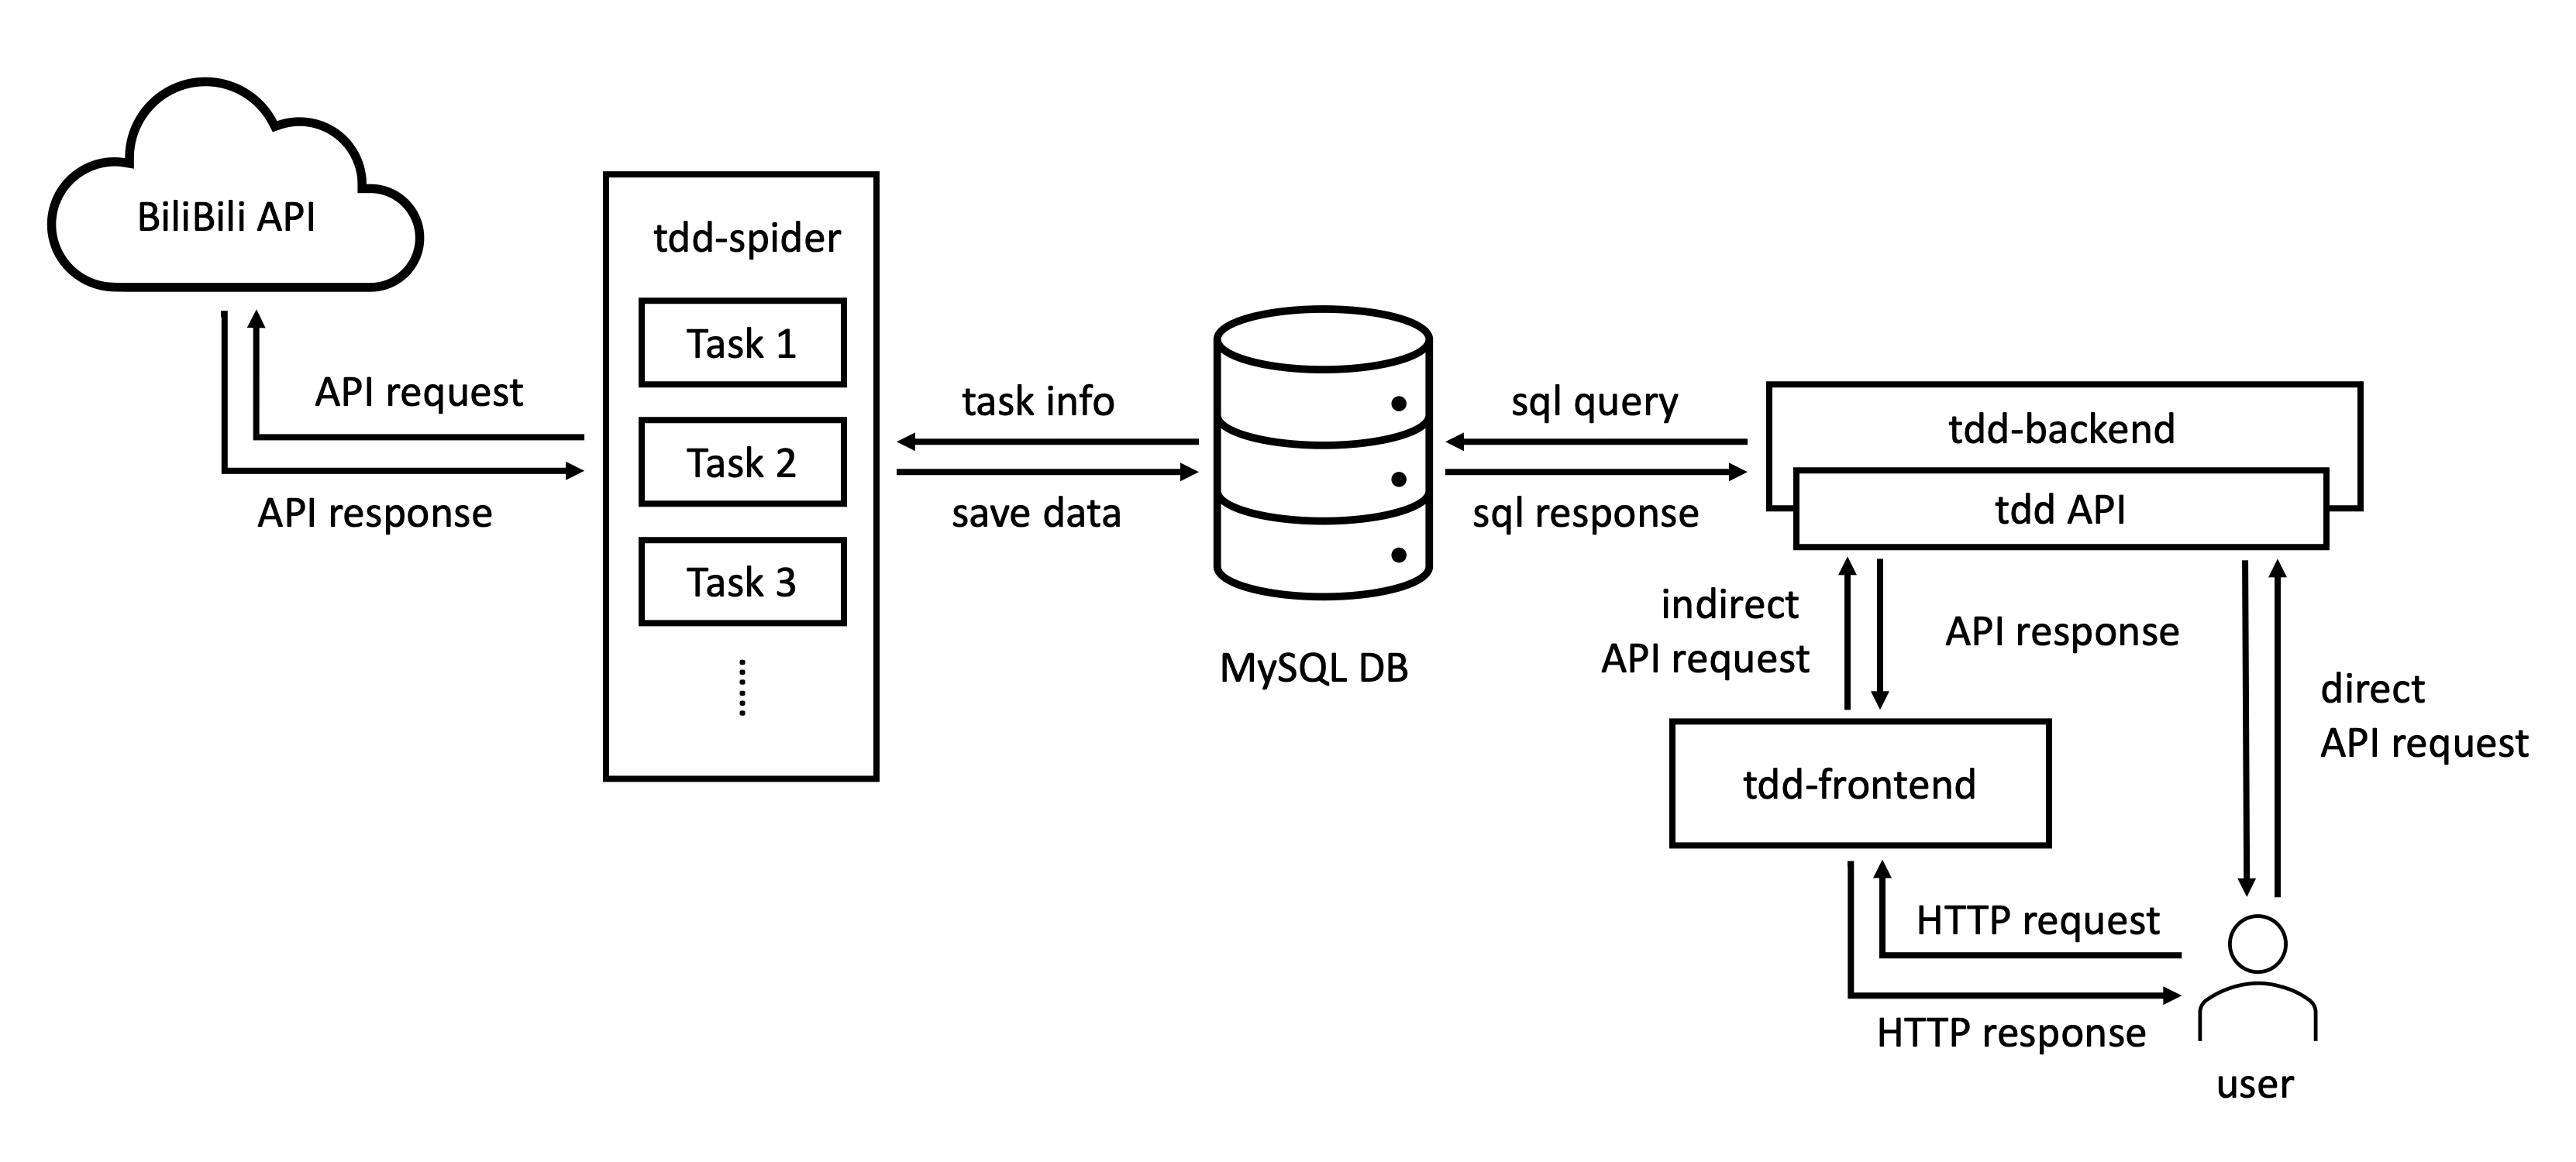 BiliBili API
API request
API response
tdd-spider
Task 1
Task 2
Task 3
task info
save data
MySQL DB
sql query
sql response
tdd-backend
tdd API
indirect
API request
API response
direct
API request
tdd-frontend
HTTP request
HTTP response
user